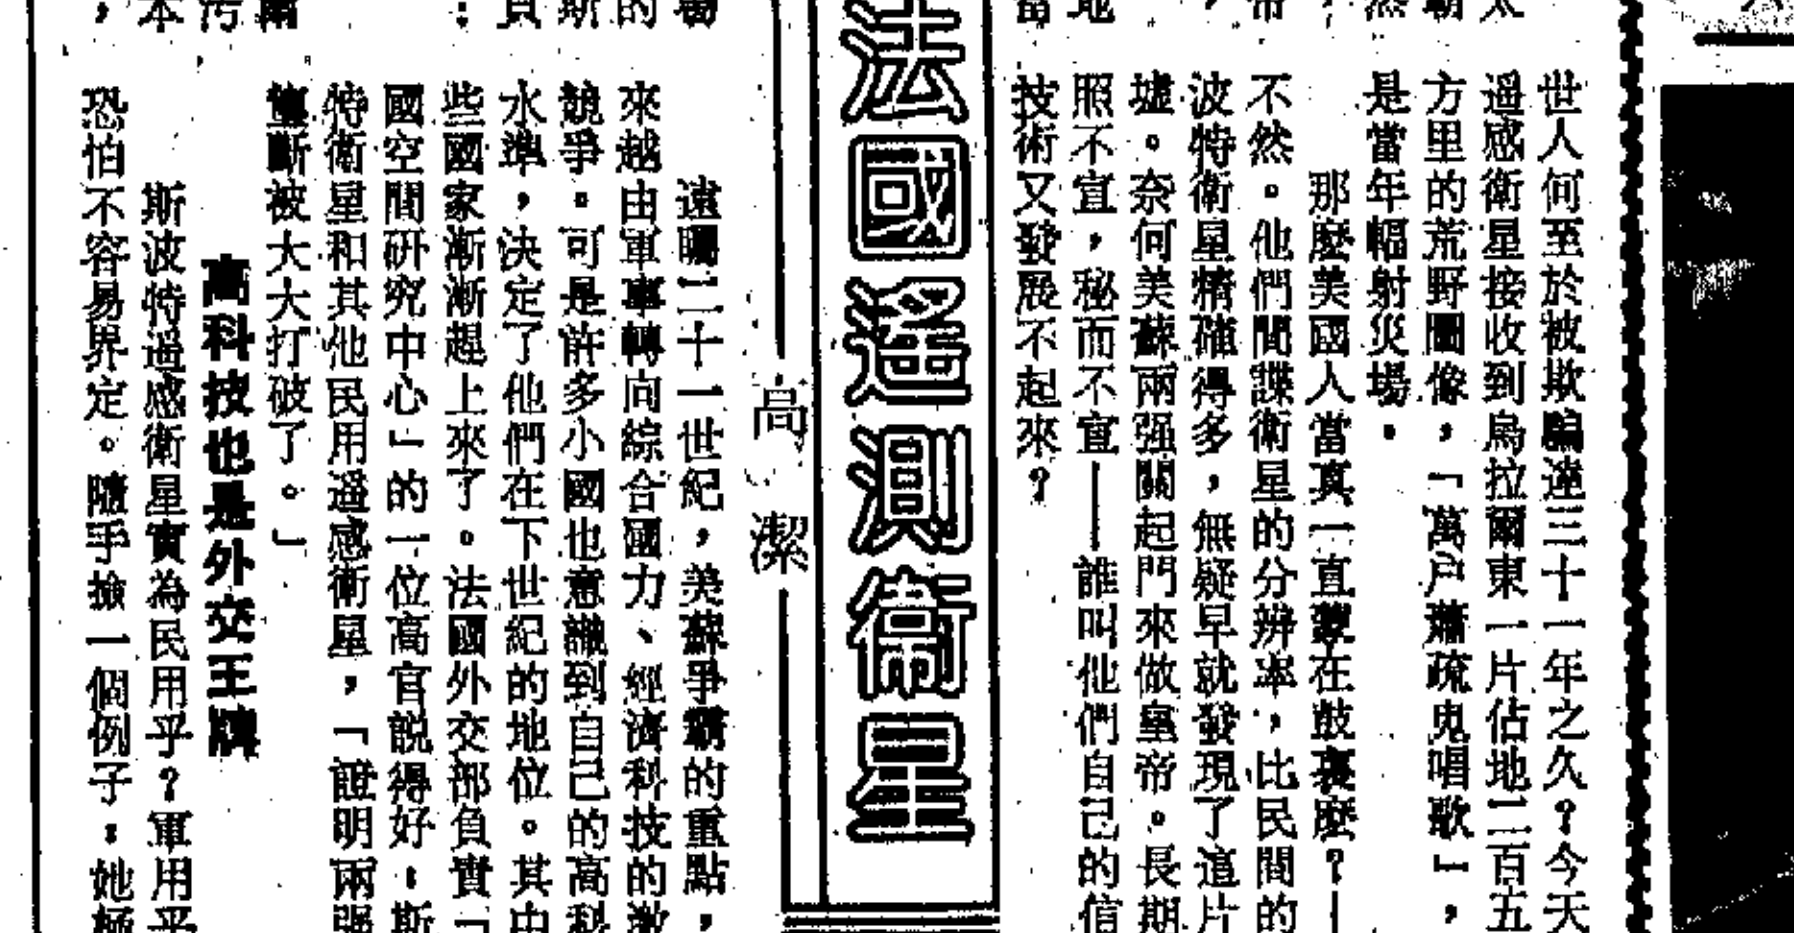 世人何至於被欺騙達三十一年之久？今天
遥感衛星接收到烏拉爾東一片佔地二百五
方里的荒野圖像，「萬戶蕭疏鬼唱歌」，
是當年輻射災場。
那麼美國人當真一直蒙在鼓裏麼？—
不然。他們間諜衛星的分辨率，比民間的
波特衛星精確得多，無疑早就發現了這片
墟。奈何美蘇兩强關起門來做皇帝。長期
照不宣，秘而不宣——誰叫他們自己的信
技術又發展不起來？
法國遙測衛星
高潔
遠矚二十一世紀，美蘇爭霸的重點，
來越由軍事轉向綜合國力、經濟科技的激
競爭。可是許多小國也意識到自己的高科
水準，決定了他們在下世紀的地位。其中
些國家漸漸趕上來了。法國外交部負責「
國空間研究中心」的一位高官説得好：斯
特衛星和其他民用遥感衛星，「證明兩强
壟斷被大大打破了。」
高科技也是外交王牌
斯波特遥感衛星實為民用乎？軍用乎
恐怕不容易界定。隨手撿一個例子：她